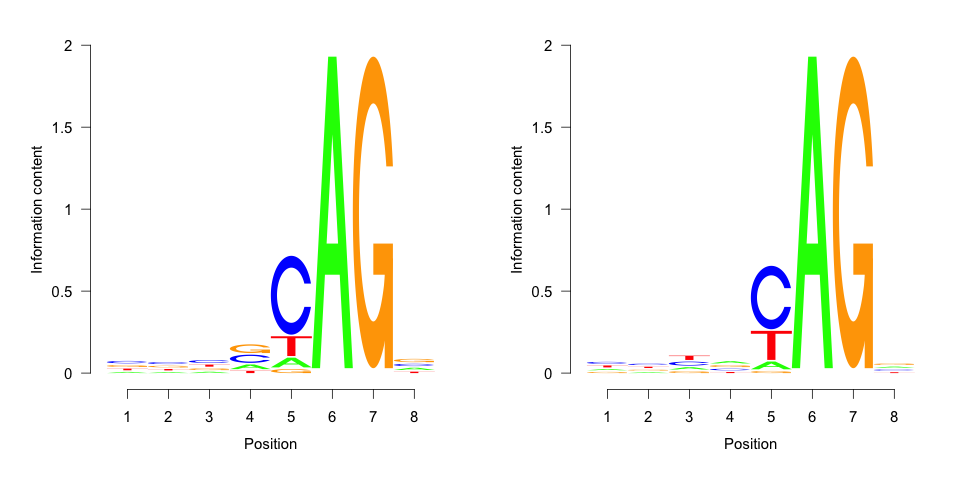 2
1.5
1
0.5
0
Information content
C
T
A
A
G
G
C
1 2 3 4 5 6 7 8
Position
2
1.5
1
0.5
0
Information content
C
T
A
A
G
1 2 3 4 5 6 7 8
Position